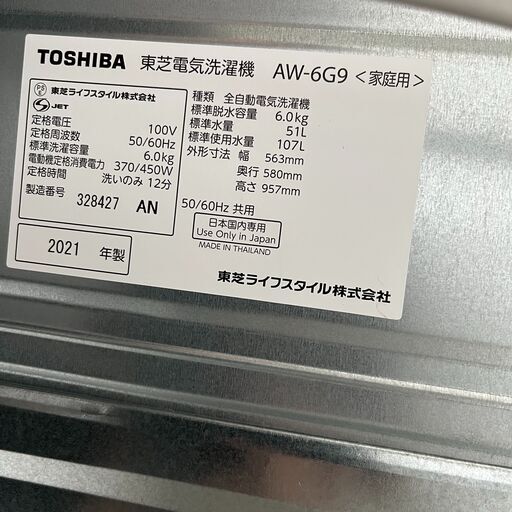 TOSHIBA 東芝電気洗濯機 AW-6G9 <家庭用>
PS E 東芝ライフスタイル株式会社
S JET
定格電圧 100V
定格周波数 50/60Hz
標準洗濯容量 6.0kg
電動機定格消費電力 370/450W
定格時間 洗いのみ 12分
製造番号 328427 AN
2021 年製
種類 全自動電気洗濯機
標準脱水容量 6.0kg
標準水量 51L
標準使用水量 107L
外形寸法 幅 563mm
奥行 580mm
高さ 957mm
50/60Hz 共用
日本国内専用
Use Only in Japan
MADE IN THAILAND
東芝ライフスタイル株式会社